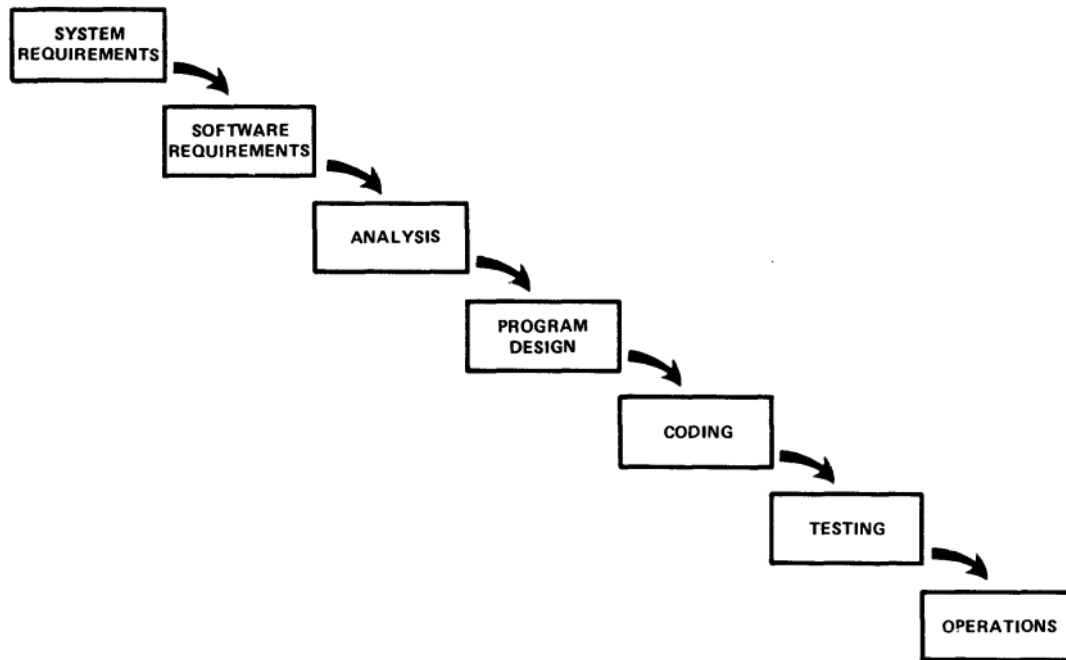 SYSTEM
REQUIREMENTS
SOFTWARE
REQUIREMENTS
ANALYSIS
PROGRAM
DESIGN
CODING
TESTING
OPERATIONS